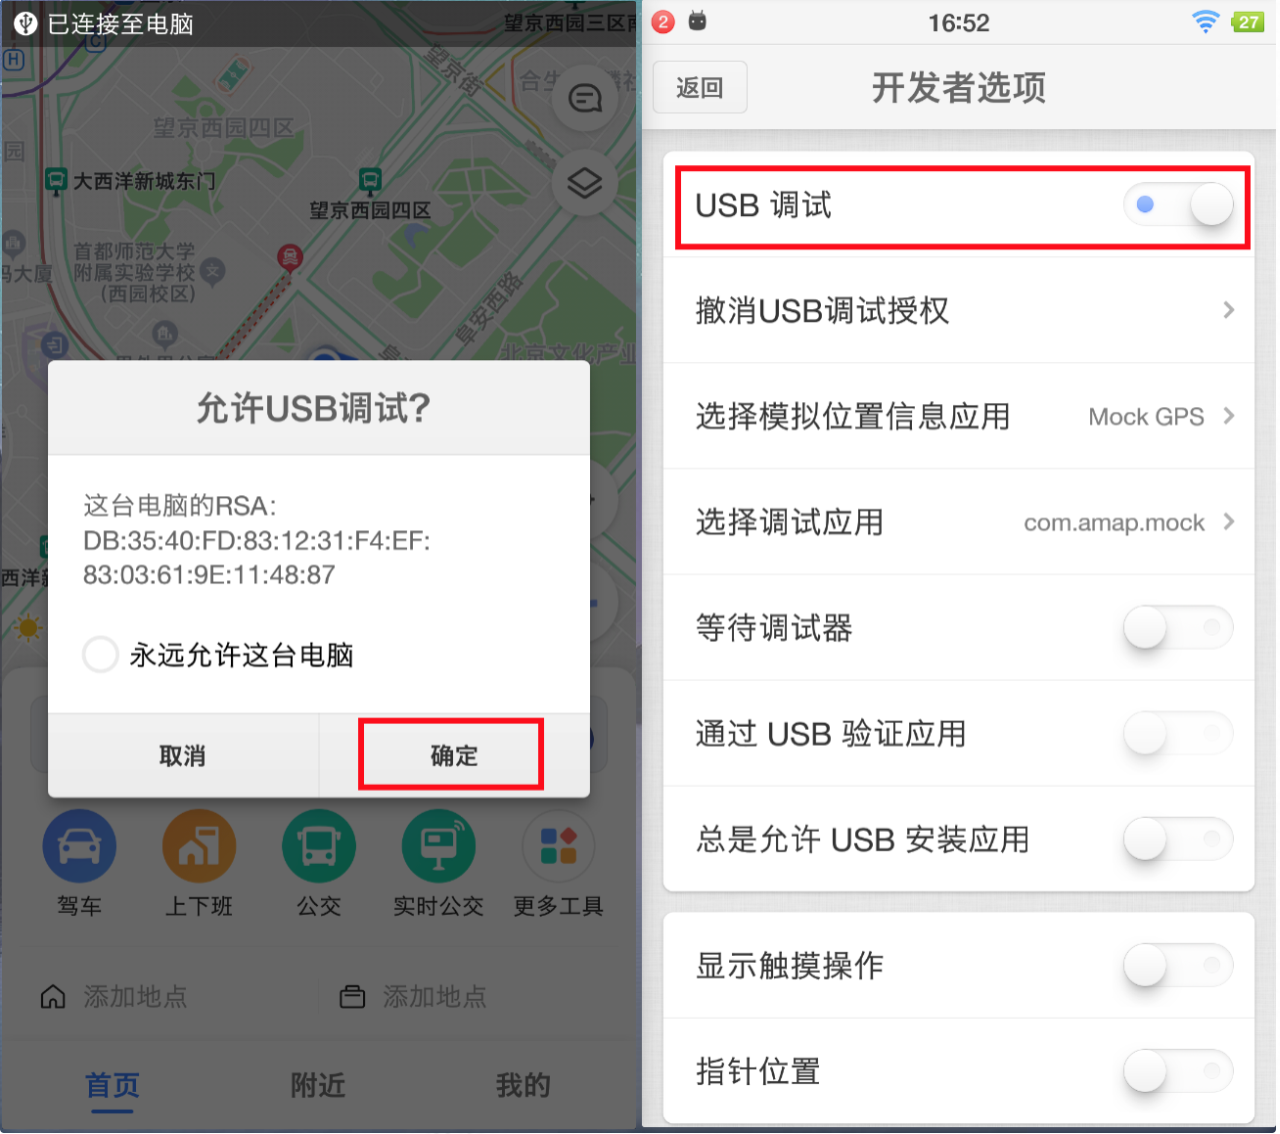 已连接至电脑
望京西园三区南
C
H
望京街
合生
望京西园四区
园
大西洋新城东门
望京西园四区
首都师范大学
附属实验学校
(西园校区)
文
冯大厦
阜安西路
北京文化产业
允许USB调试?
这台电脑的RSA:
DB:35:40:FD:83:12:31:F4:EF:
83:03:61:9E:11:48:87
西洋新
永远允许这台电脑
取消
确定
驾车
上下班
公交
实时公交
更多工具
添加地点
添加地点
首页
附近
我的
2
16:52
27
返回
开发者选项
USB 调试
撤消USB调试授权
选择模拟位置信息应用
Mock GPS
选择调试应用
com.amap.mock
等待调试器
通过 USB 验证应用
总是允许 USB 安装应用
显示触摸操作
指针位置